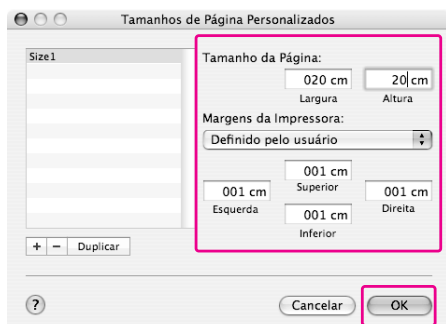 Tamanhos de Página Personalizados
Size1
Tamanho da Página:
020 cm 20 cm
Largura Altura
Margens da Impressora:
Definido pelo usuário
001 cm
Superior
001 cm 001 cm
Esquerda Direita
001 cm
Inferior
+ − Duplicar
? Cancelar OK